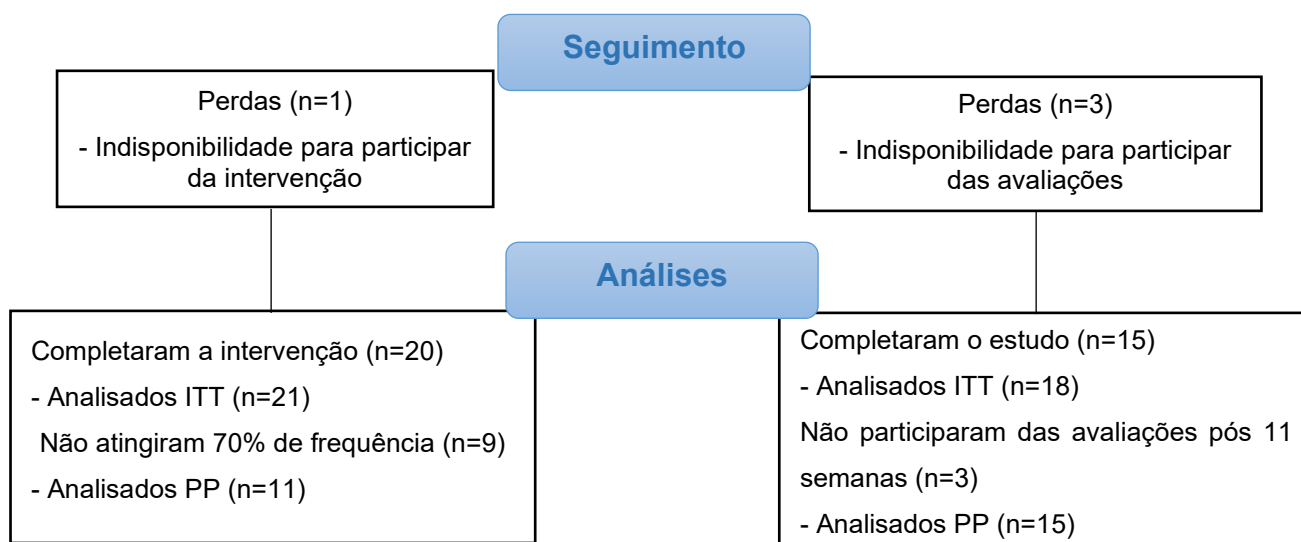 Seguimento
Perdas (n=1)
- Indisponibilidade para participar
da intervenção
Perdas (n=3)
- Indisponibilidade para participar
das avaliações
Análises
Completaram a intervenção (n=20)
- Analisados ITT (n=21)
Não atingiram 70% de frequência (n=9)
- Analisados PP (n=11)
Completaram o estudo (n=15)
- Analisados ITT (n=18)
Não participaram das avaliações pós 11
semanas (n=3)
- Analisados PP (n=15)